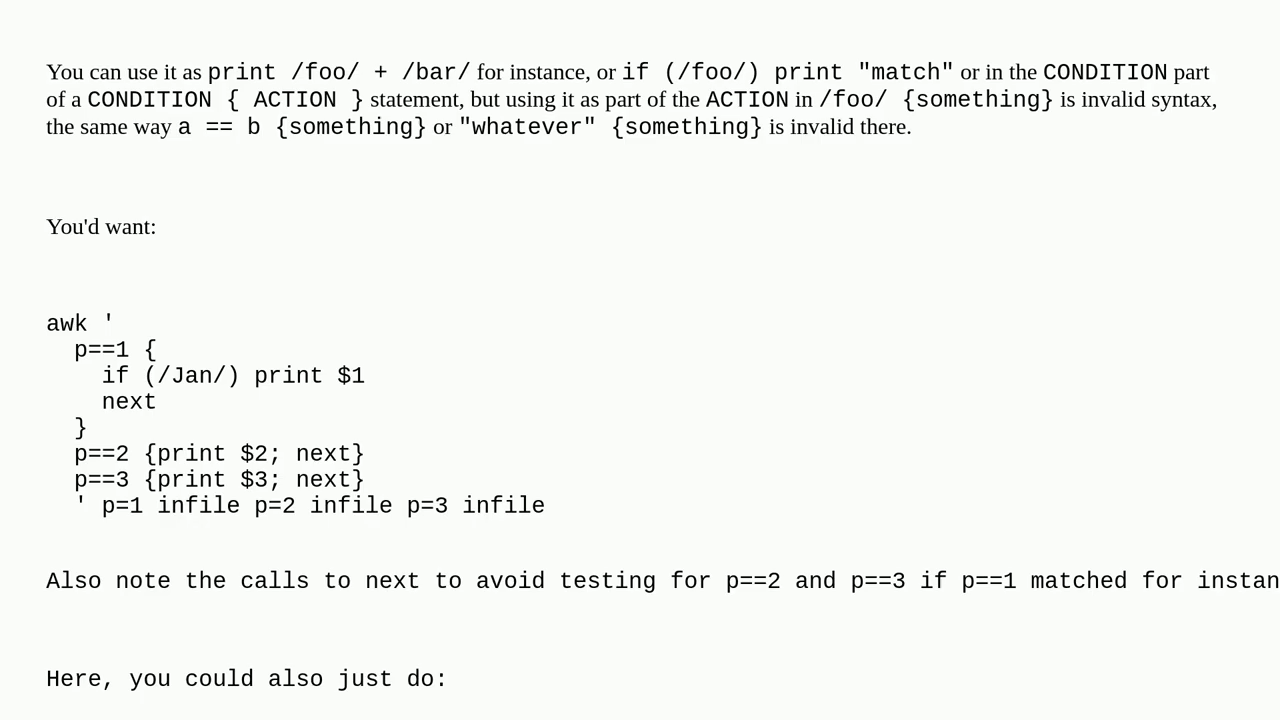 You can use it as print /foo/ + /bar/ for instance, or if (/foo/) print "match" or in the CONDITION part
of a CONDITION { ACTION } statement, but using it as part of the ACTION in /foo/ {something} is invalid syntax,
the same way a == b {something} or "whatever" {something} is invalid there.
You'd want:
awk '
  p==1 {
    if (/Jan/) print $1
    next
  }
  p==2 {print $2; next}
  p==3 {print $3; next}
  ' p=1 infile p=2 infile p=3 infile
Also note the calls to next to avoid testing for p==2 and p==3 if p==1 matched for instan
Here, you could also just do: